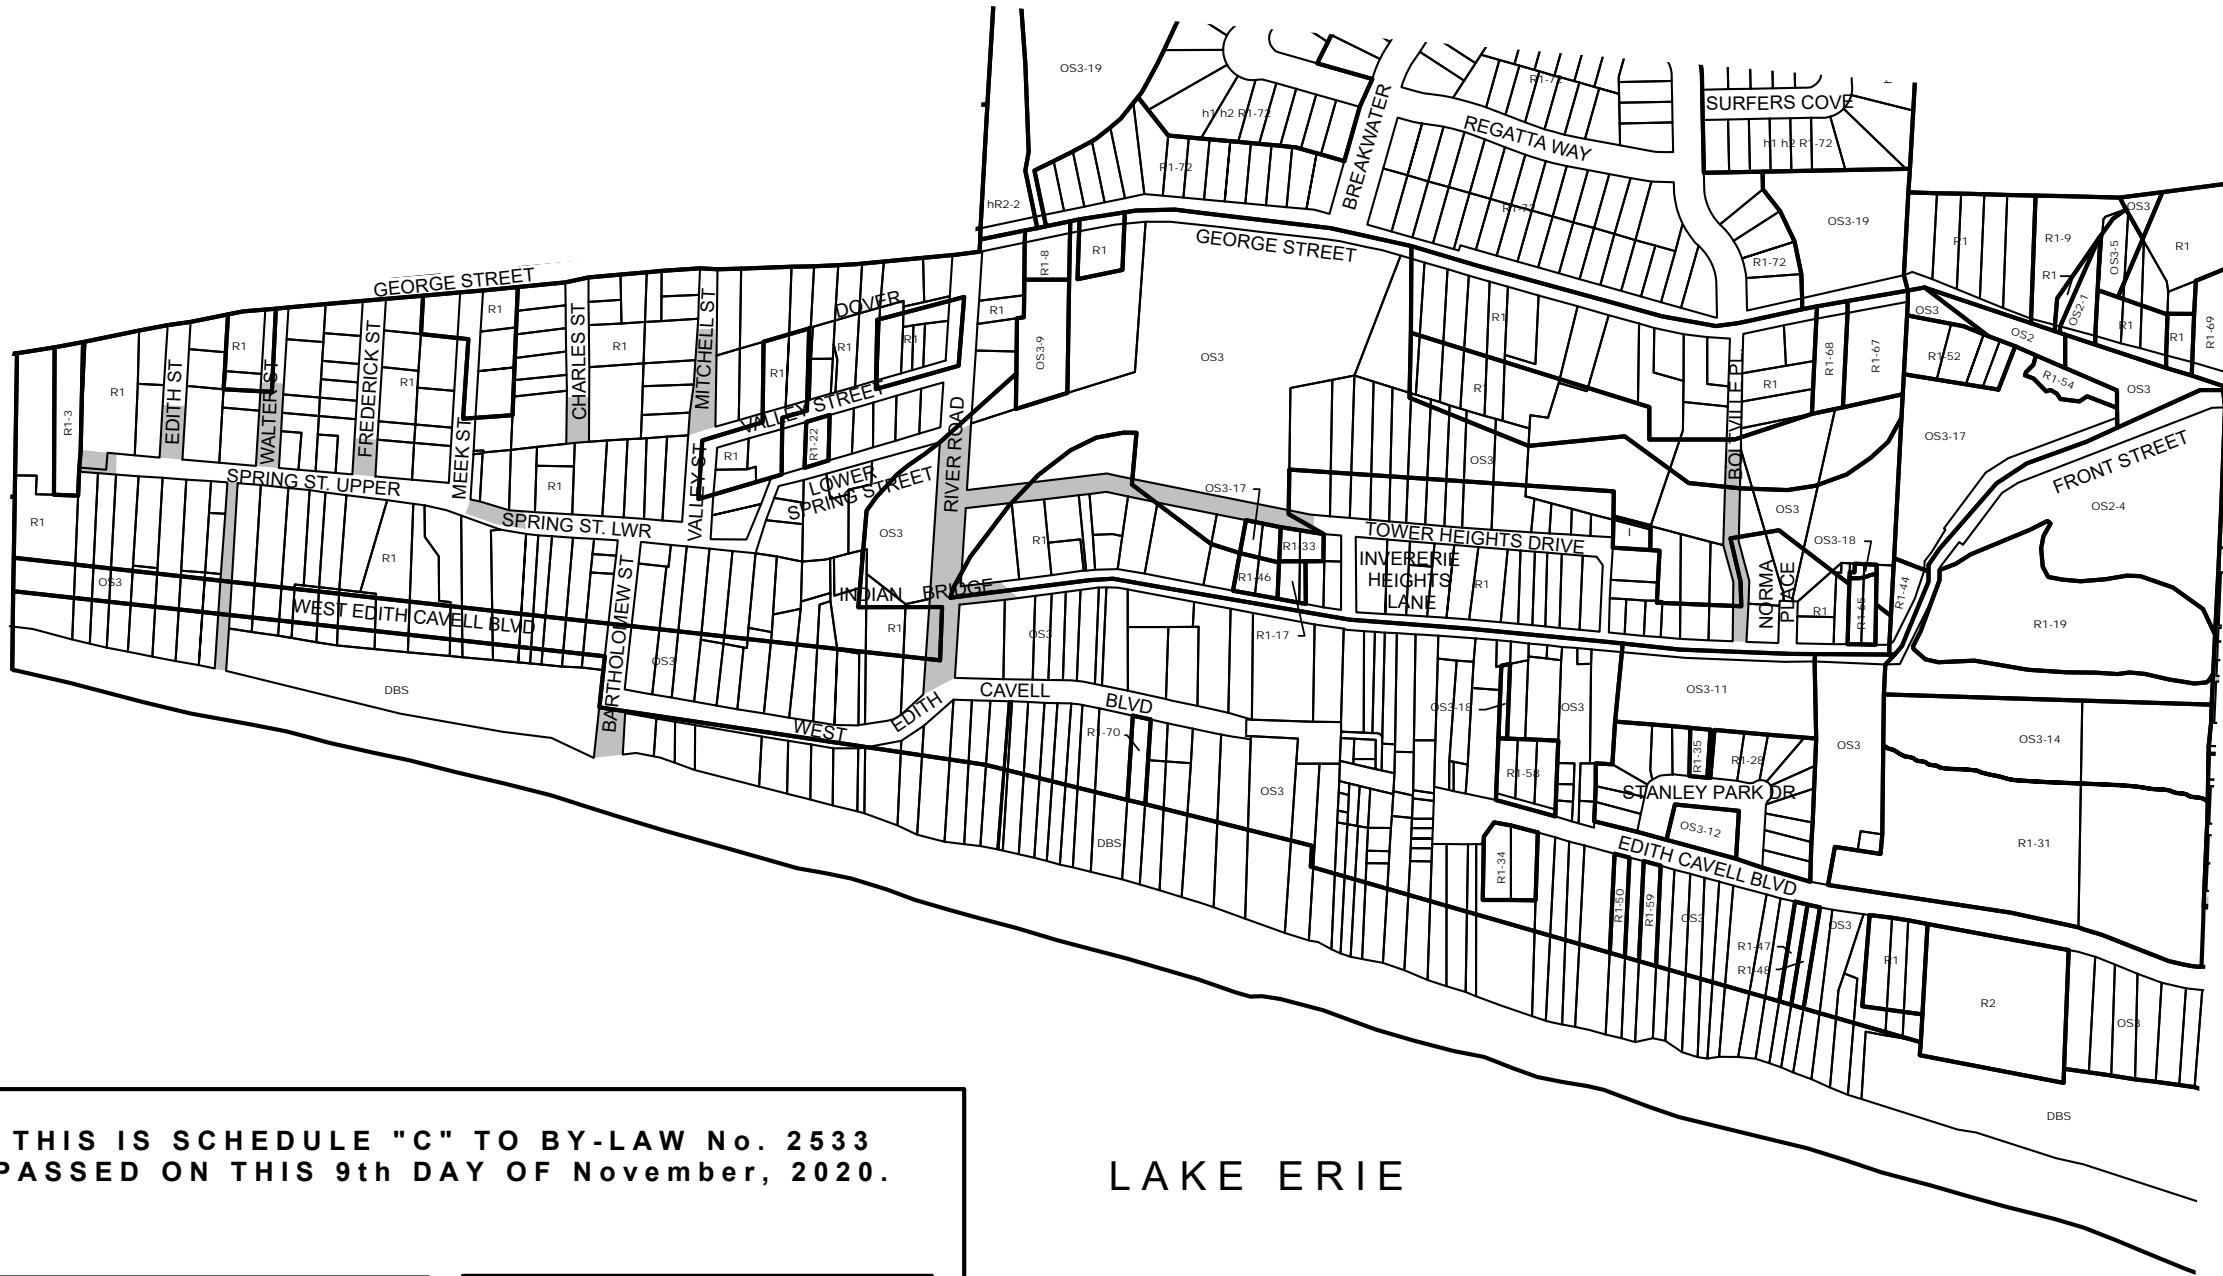 OS3-19
R1-72
SURFERS COVE
h1 h2 R1-72
BREAKWATER
REGATTA WAY
h1 h2 R1-72
R1-72
hR2-2
OS3-19
OS3
R1-9
R1
OS3-5
R1
R1
GEORGE STREET
R1
R1-8
R1-72
OS2-1
GEORGE STREET
DOVER
R1
R1
OS3
OS2
R1
R1
R1-69
R1
CHARLES ST
MITCHELL ST
R1
R1
R1
R1
FREDERICK ST
R1
WALTER ST
EDITH ST
OS3-9
OS3
R1
R1-68
R1-67
R1-52
R1-54
OS3
R1
R1-3
R1
VALLEY STREET
R1-22
R1
RIVER ROAD
MEEK ST
OS3
OS3-17
FRONT STREET
SPRING ST. UPPER
R1
VALLEY ST
LOWER
SPRING STREET
OS3-17
OS2-4
R1
SPRING ST. LWR
OS3
R1
R1-33
TOWER HEIGHTS DRIVE
I
OS3
OS3-18
R1
INVERERIE
HEIGHTS
LANE
R1
R1-46
NORMA
PLACE
R1
R1-65
R1-44
OS3
INDIAN BRIDGE
WEST EDITH CAVELL BLVD
BARTHOLOMEW ST
R1
OS3
R1-17
R1-19
OS3
DBS
CAVELL
EDITH
BLVD
WEST
OS3-11
OS3-18
OS3
R1-70
R1-35
R1-28
OS3
OS3-14
R1-58
OS3
STANLEY PARK DR
OS3-12
DBS
R1-34
EDITH CAVELL BLVD
R1-31
R1-50
R1-59
OS3
OS3
R1-47
R1-48
R1
R2
OS3
DBS
THIS IS SCHEDULE "C" TO BY-LAW No. 2533
PASSED ON THIS 9th DAY OF November, 2020.
LAKE ERIE